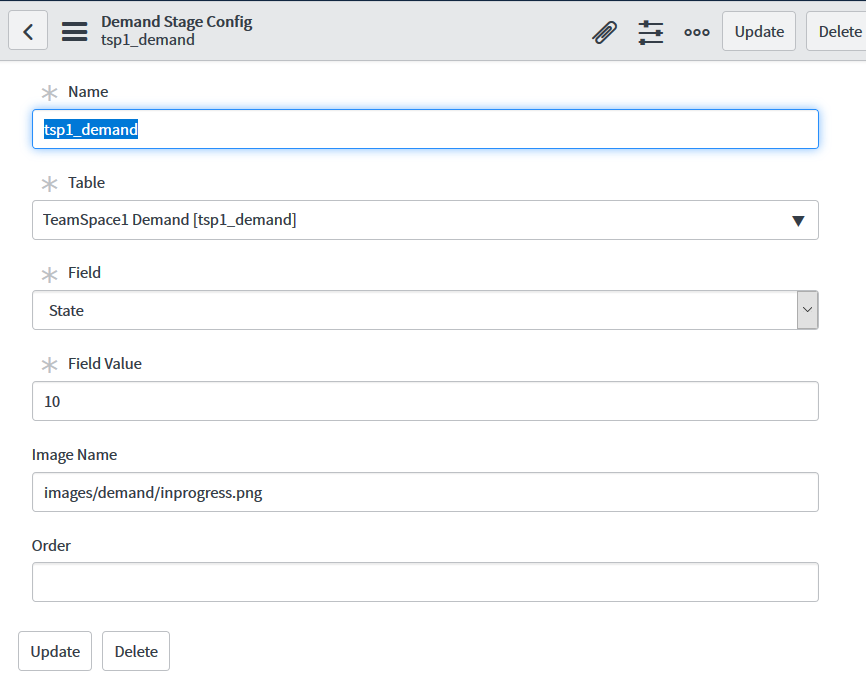 Demand Stage Config
tsp1_demand
Update
Delete
Name
tsp1_demand
Table
TeamSpace1 Demand [tsp1_demand]
Field
State
Field Value
10
Image Name
images/demand/inprogress.png
Order
Update
Delete